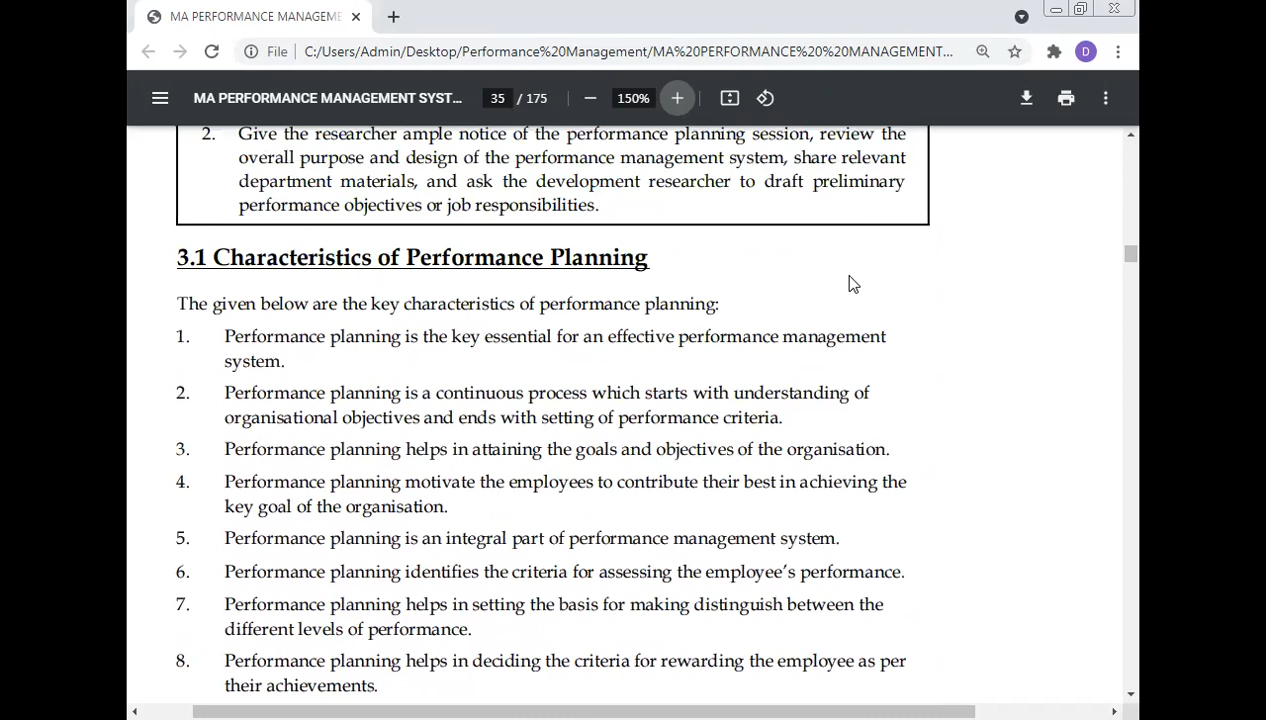 MA PERFORMANCE MANAGEME
File C:/Users/Admin/Desktop/Performance%20Management/MA%20PERFORMANCE%20%20MANAGEMENT... D
MA PERFORMANCE MANAGEMENT SYST... 35 / 175 150%
2. Give the researcher ample notice of the performance planning session, review the
overall purpose and design of the performance management system, share relevant
department materials, and ask the development researcher to draft preliminary
performance objectives or job responsibilities.
3.1 Characteristics of Performance Planning
The given below are the key characteristics of performance planning:
1. Performance planning is the key essential for an effective performance management
system.
2. Performance planning is a continuous process which starts with understanding of
organisational objectives and ends with setting of performance criteria.
3. Performance planning helps in attaining the goals and objectives of the organisation.
4. Performance planning motivate the employees to contribute their best in achieving the
key goal of the organisation.
5. Performance planning is an integral part of performance management system.
6. Performance planning identifies the criteria for assessing the employee's performance.
7. Performance planning helps in setting the basis for making distinguish between the
different levels of performance.
8. Performance planning helps in deciding the criteria for rewarding the employee as per
their achievements.